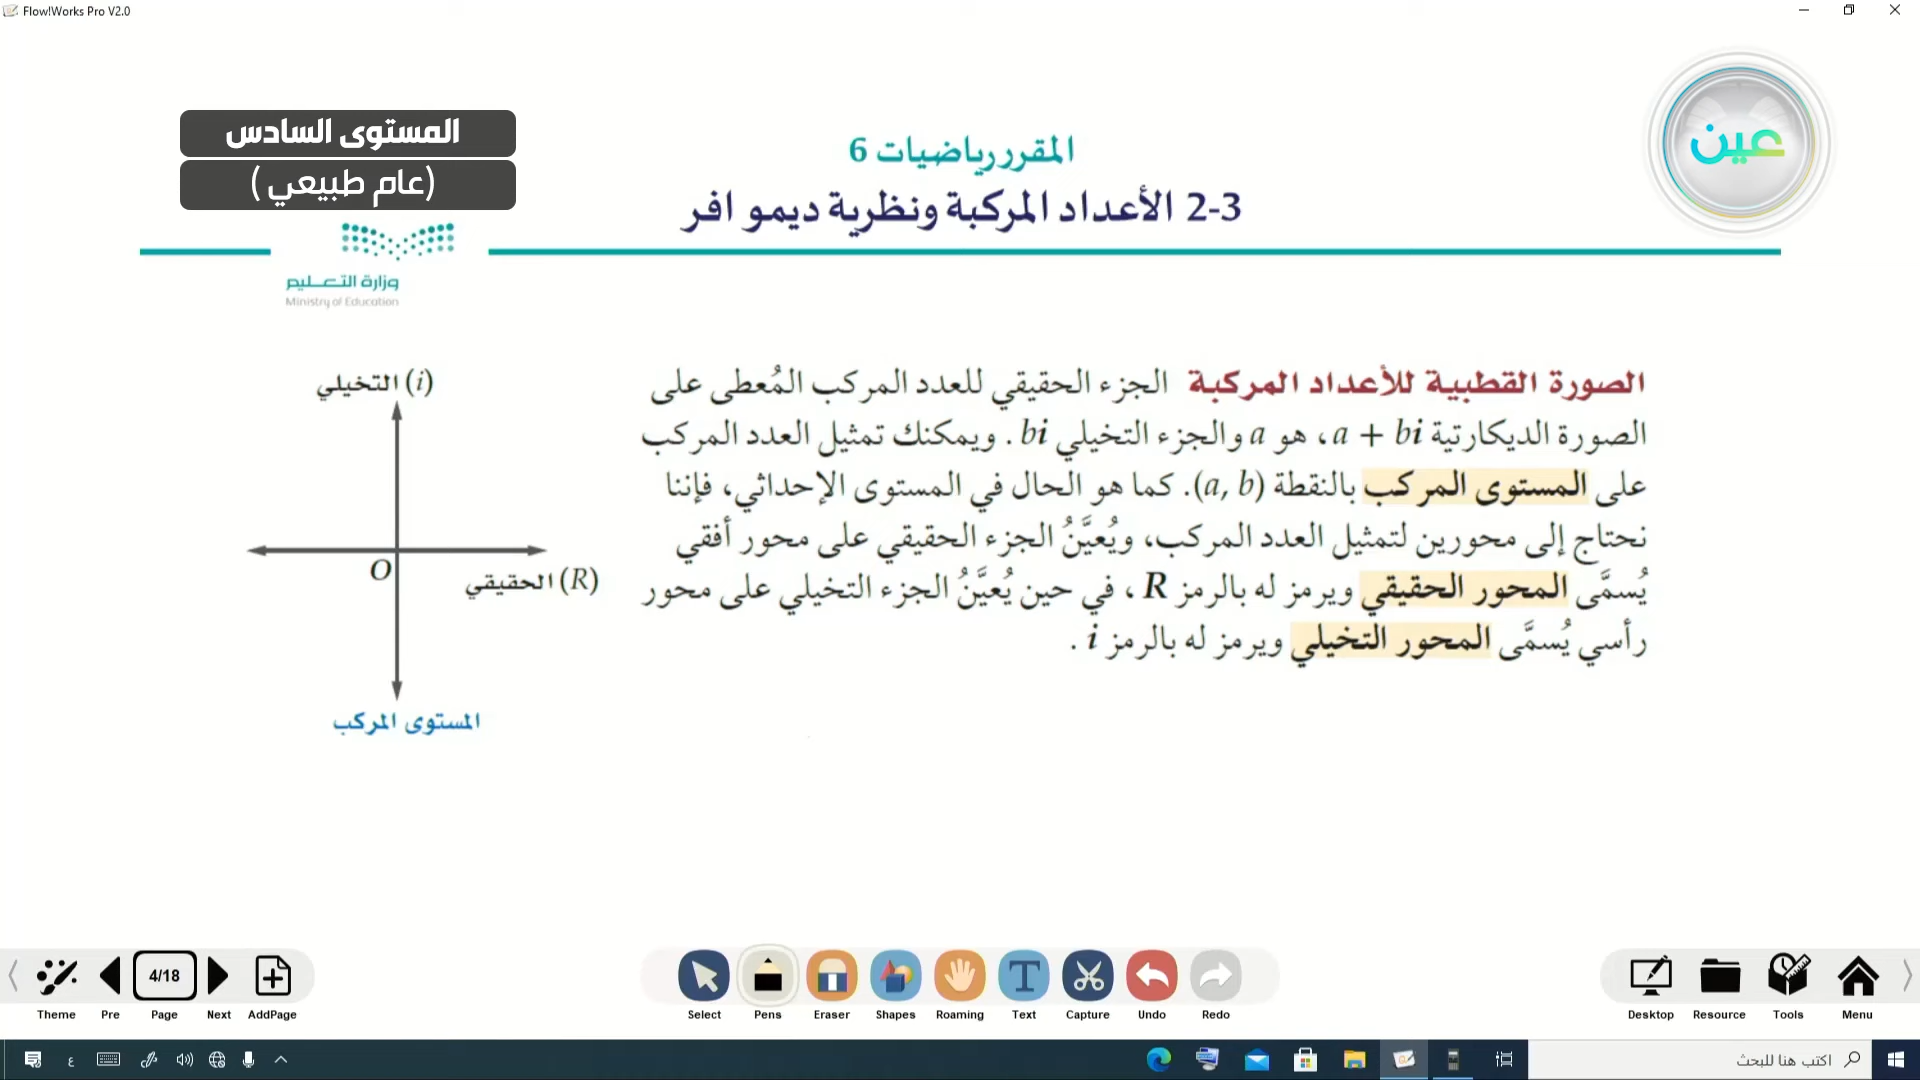 Flow!Works Pro V2.0
المستوى السادس
(عام طبيعي )
المقرر رياضيات 6
2-3 الأعداد المركبة ونظرية ديمو افر
عين
وزارة التعليم
Ministry of Education
الصورة القطبية للأعداد المركبة الجزء الحقيقي للعدد المركب المُعطى على
الصورة الديكارتية a + bi، هو a والجزء التخيلي bi . ويمكنك تمثيل العدد المركب
على المستوى المركب بالنقطة (a, b). كما هو الحال في المستوى الإحداثي، فإننا
نحتاج إلى محورين لتمثيل العدد المركب، ويُعيَّنُ الجزء الحقيقي على محور أفقي
يُسمَّى المحور الحقيقي ويرمز له بالرمز R ، في حين يُعيَّنُ الجزء التخيلي على محور
رأسي يُسمَّى المحور التخيلي ويرمز له بالرمز i .
التخيلي (i)
O
الحقيقي (R)
المستوى المركب
4/18
Theme Pre Page Next AddPage
T
Select Pens Eraser Shapes Roaming Text Capture Undo Redo
Desktop Resource Tools Menu
ع
اكتب هنا للبحث